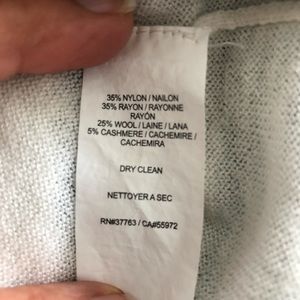 35% NYLON / NAILON
35% RAYON / RAYONNE
RAYÓN
25% WOOL / LAINE / LANA
5% CASHMERE / CACHEMIRE /
CACHEMIRA
DRY CLEAN
NETTOYER A SEC
RN#37763 / CA#55972